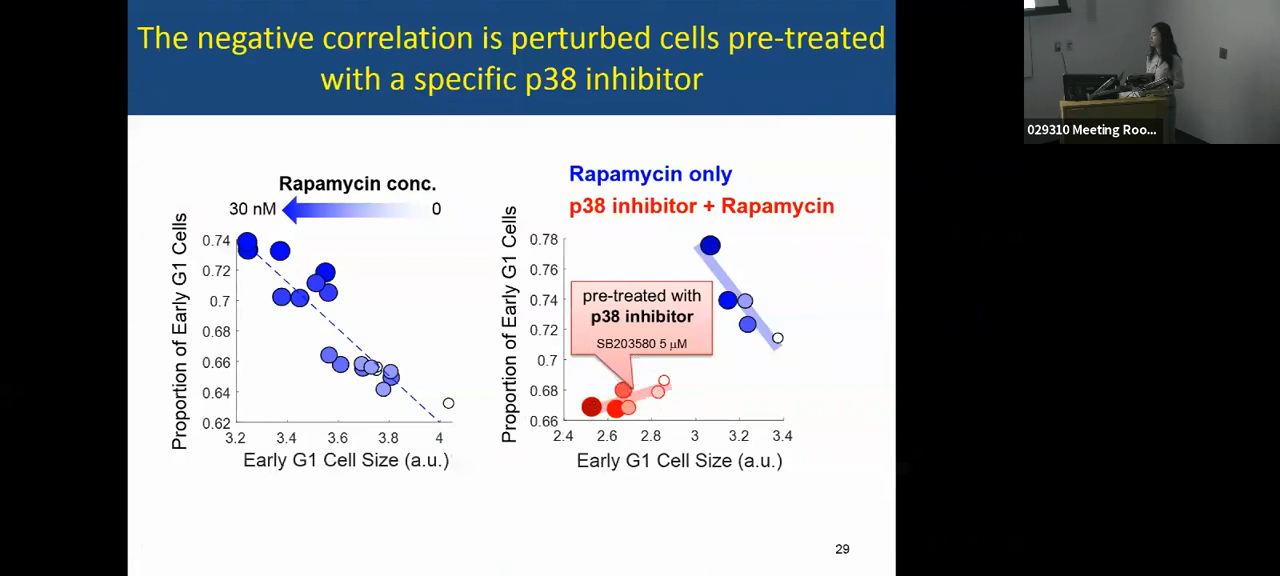 The negative correlation is perturbed cells pre-treated
with a specific p38 inhibitor
029310 Meeting Roo...
Rapamycin conc.
30 nM
0
Proportion of Early G1 Cells
0.74
0.72
0.7
0.68
0.66
0.64
0.62
3.2
3.4
3.6
3.8
4
Early G1 Cell Size (a.u.)
Rapamycin only
p38 inhibitor + Rapamycin
Proportion of Early G1 Cells
0.78
0.76
0.74
0.72
0.7
0.68
0.66
pre-treated with
p38 inhibitor
SB203580 5 μM
2.4
2.6
2.8
3
3.2
3.4
Early G1 Cell Size (a.u.)
29